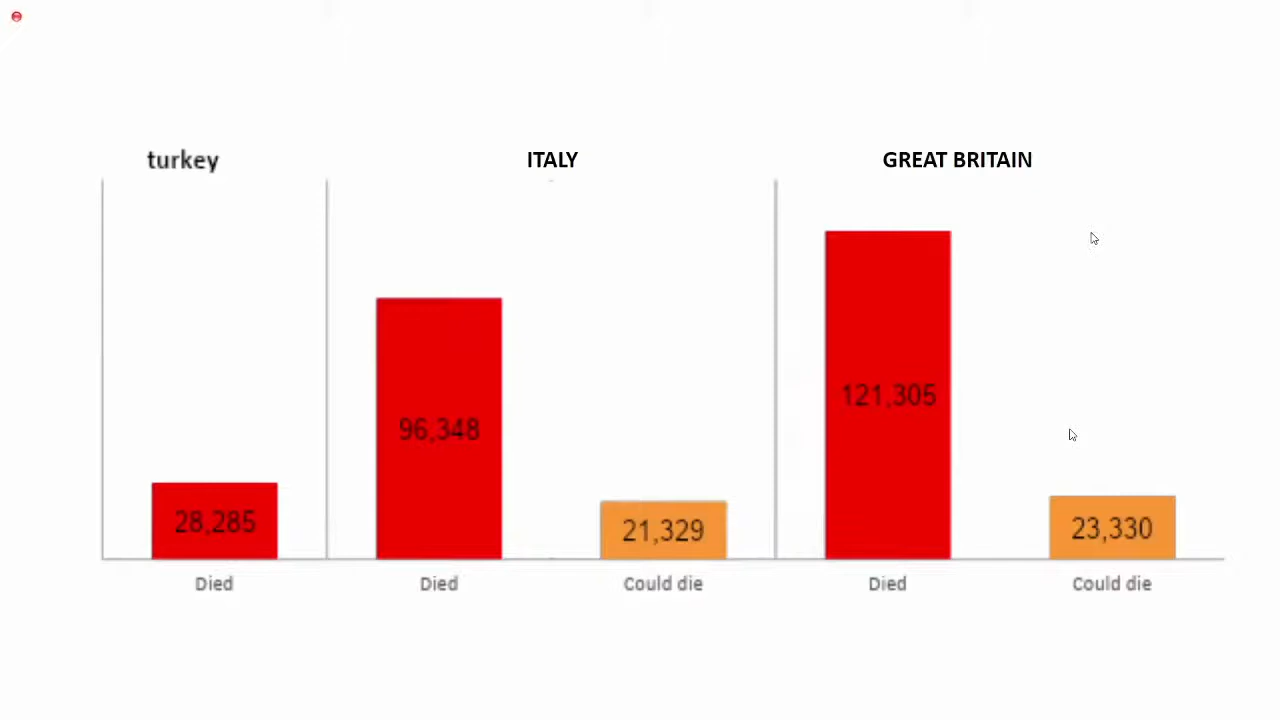 turkey
ITALY
GREAT BRITAIN
28,285
96,348
21,329
121,305
23,330
Died
Died
Could die
Died
Could die